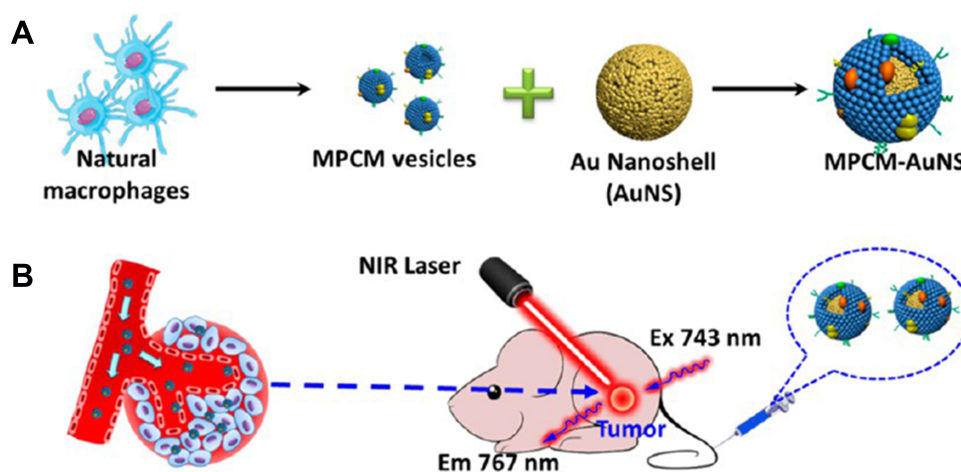 A
Natural
macrophages
MPCM vesicles
Au Nanoshell
(AuNS)
MPCM-AuNS
B
NIR Laser
Ex 743 nm
Tumor
Em 767 nm